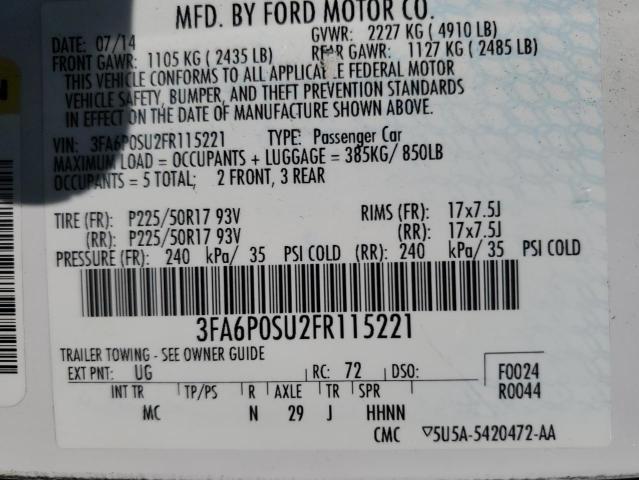 MFD. BY FORD MOTOR CO.
DATE: 07/14 GVWR: 2227 KG ( 4910 LB)
FRONT GAWR: 1105 KG ( 2435 LB) REAR GAWR: 1127 KG ( 2485 LB)
THIS VEHICLE CONFORMS TO ALL APPLICABLE FEDERAL MOTOR
VEHICLE SAFETY, BUMPER, AND THEFT PREVENTION STANDARDS
IN EFFECT ON THE DATE OF MANUFACTURE SHOWN ABOVE.
VIN: 3FA6P0SU2FR115221 TYPE: Passenger Car
MAXIMUM LOAD = OCCUPANTS + LUGGAGE = 385KG/ 850LB
OCCUPANTS = 5 TOTAL; 2 FRONT, 3 REAR
TIRE (FR): P225/50R17 93V RIMS (FR): 17x7.5J
(RR): P225/50R17 93V (RR): 17x7.5J
PRESSURE (FR): 240 kPa/ 35 PSI COLD (RR): 240 kPa/ 35 PSI COLD
3FA6P0SU2FR115221
TRAILER TOWING - SEE OWNER GUIDE
EXT PNT: UG RC: 72 DSO: F0024
INT TR TP/PS R AXLE TR SPR R0044
MC N 29 J HHNN
CMC ▽5U5A-5420472-AA